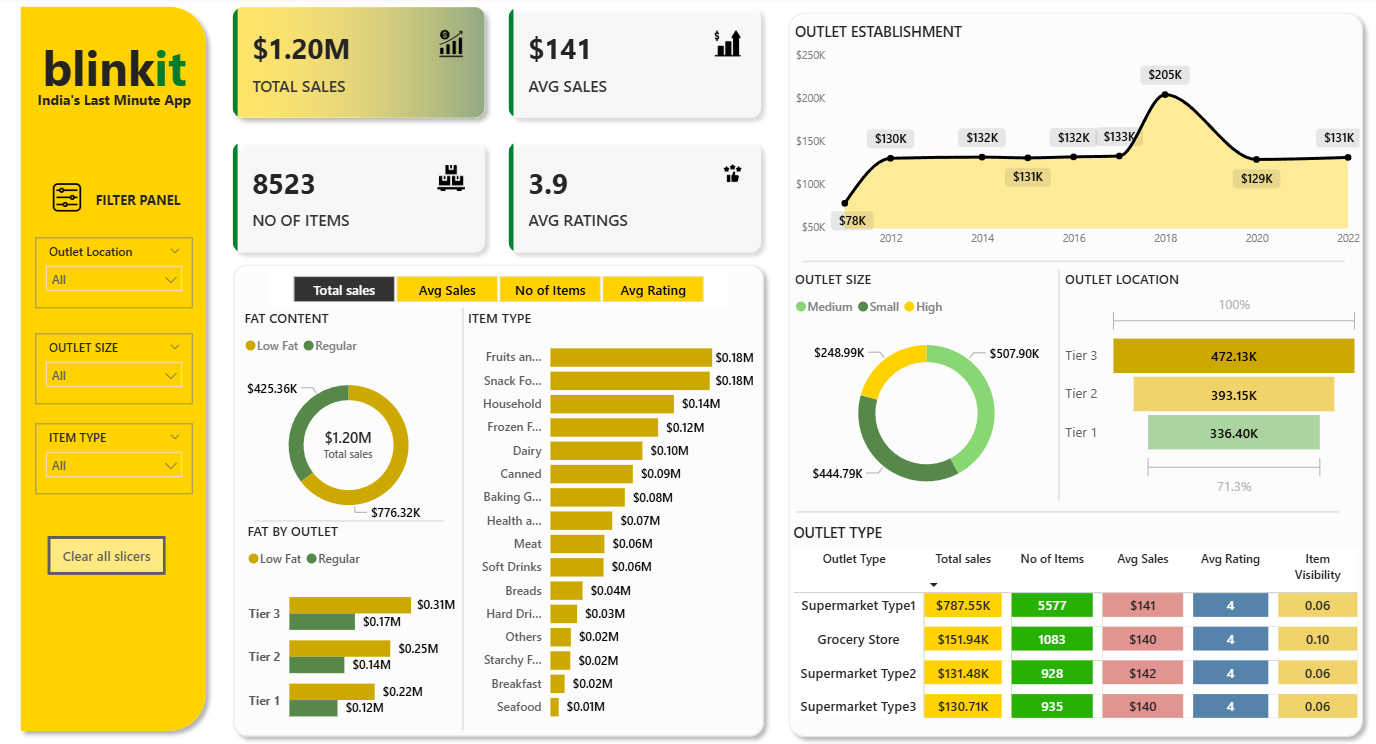 blinkit
India's Last Minute App
FILTER PANEL
Outlet Location
All
OUTLET SIZE
All
ITEM TYPE
All
Clear all slicers
$1.20M
TOTAL SALES
$141
AVG SALES
8523
NO OF ITEMS
3.9
AVG RATINGS
Total sales Avg Sales No of Items Avg Rating
FAT CONTENT
Low Fat Regular
$425.36K
$1.20M
Total sales
$776.32K
FAT BY OUTLET
Low Fat Regular
Tier 3 $0.31M
$0.17M
Tier 2 $0.25M
$0.14M
Tier 1 $0.22M
$0.12M
ITEM TYPE
Fruits an... $0.18M
Snack Fo... $0.18M
Household $0.14M
Frozen F... $0.12M
Dairy $0.10M
Canned $0.09M
Baking G... $0.08M
Health a... $0.07M
Meat $0.06M
Soft Drinks $0.06M
Breads $0.04M
Hard Dri... $0.03M
Others $0.02M
Starchy F... $0.02M
Breakfast $0.02M
Seafood $0.01M
OUTLET ESTABLISHMENT
$250K
$200K
$150K
$100K
$50K
$78K $130K $132K $131K $132K $133K $205K $129K $131K
2012 2014 2016 2018 2020 2022
OUTLET SIZE
Medium Small High
$248.99K $507.90K
$444.79K
OUTLET LOCATION
100%
Tier 3 472.13K
Tier 2 393.15K
Tier 1 336.40K
71.3%
OUTLET TYPE
Outlet Type Total sales No of Items Avg Sales Avg Rating Item Visibility
Supermarket Type1 $787.55K 5577 $141 4 0.06
Grocery Store $151.94K 1083 $140 4 0.10
Supermarket Type2 $131.48K 928 $142 4 0.06
Supermarket Type3 $130.71K 935 $140 4 0.06